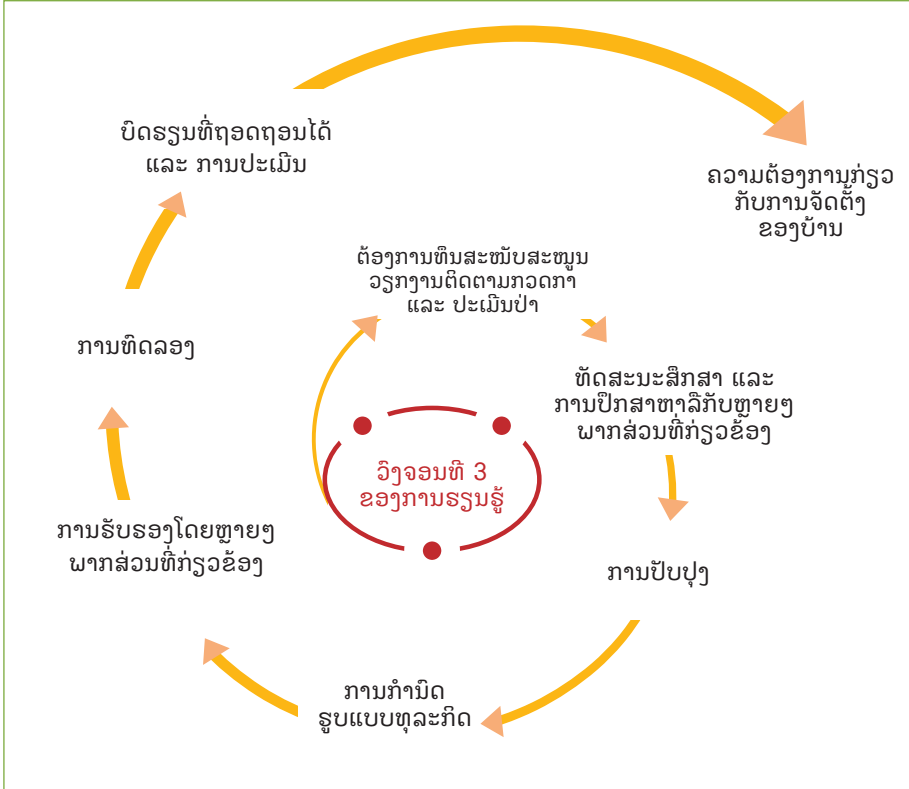 ບົດຮຽນທີ່ຖອດຖອນໄດ້
ແລະ ການປະເມີນ
ຄວາມຕ້ອງການກ່ຽວ
ກັບການຈັດຕັ້ງ
ຂອງບ້ານ
ຕ້ອງການທຶນສະໜັບສະໜູນ
ວຽກງານຕິດຕາມກວດກາ
ແລະ ປະເມີນປ່າ
ການທົດລອງ
ທັດສະນະສຶກສາ ແລະ
ການປຶກສາຫາລືກັບຫຼາຍໆ
ພາກສ່ວນທີ່ກ່ຽວຂ້ອງ
ວົງຈອນທີ 3
ຂອງການຮຽນຮູ້
ການຮັບຮອງໂດຍຫຼາຍໆ
ພາກສ່ວນທີ່ກ່ຽວຂ້ອງ
ການປັບປຸງ
ການກຳນົດ
ຮູບແບບທຸລະກິດ